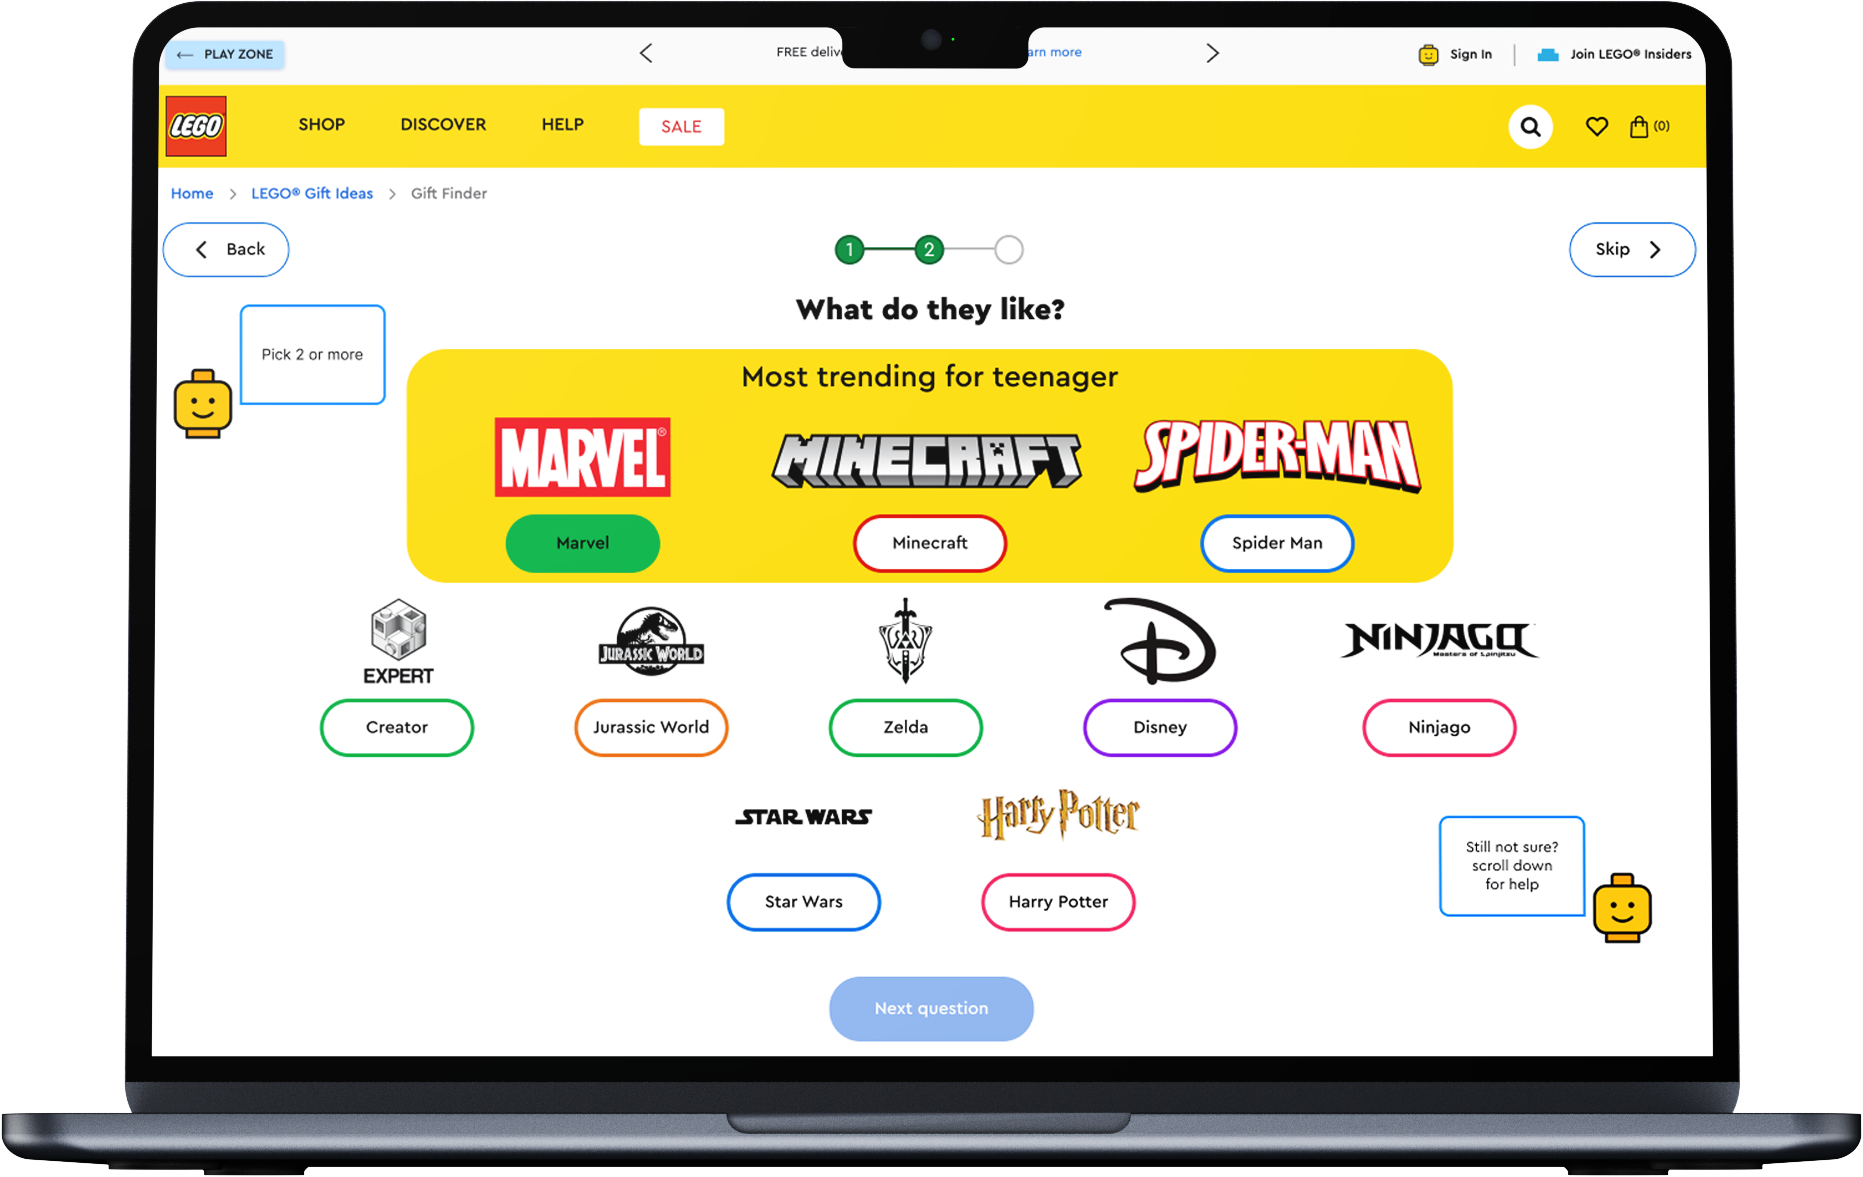 ← PLAY ZONE
FREE deliv
arn more
Sign In
Join LEGO® Insiders
LEGO
SHOP
DISCOVER
HELP
SALE
(0)
Home > LEGO® Gift Ideas > Gift Finder
< Back
1
2
Skip >
What do they like?
Pick 2 or more
Most trending for teenager
MARVEL®
MINECRAFT
SPIDER-MAN
Marvel
Minecraft
Spider Man
EXPERT
JURASSIC WORLD
D
NINJAGO
Masters of Spinjitzu
Creator
Jurassic World
Zelda
Disney
Ninjago
STAR WARS
Harry Potter
Still not sure?
scroll down
for help
Star Wars
Harry Potter
Next question